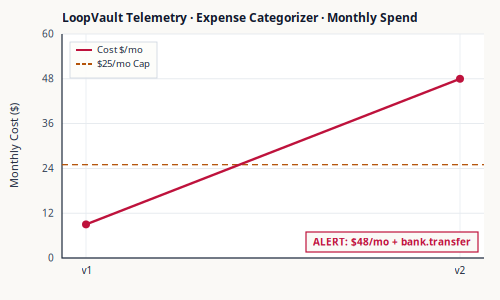 LoopVault Telemetry · Expense Categorizer · Monthly Spend
Cost $/mo
$25/mo Cap
Monthly Cost ($)
60
48
36
24
12
0
ALERT: $48/mo + bank.transfer
v1
v2